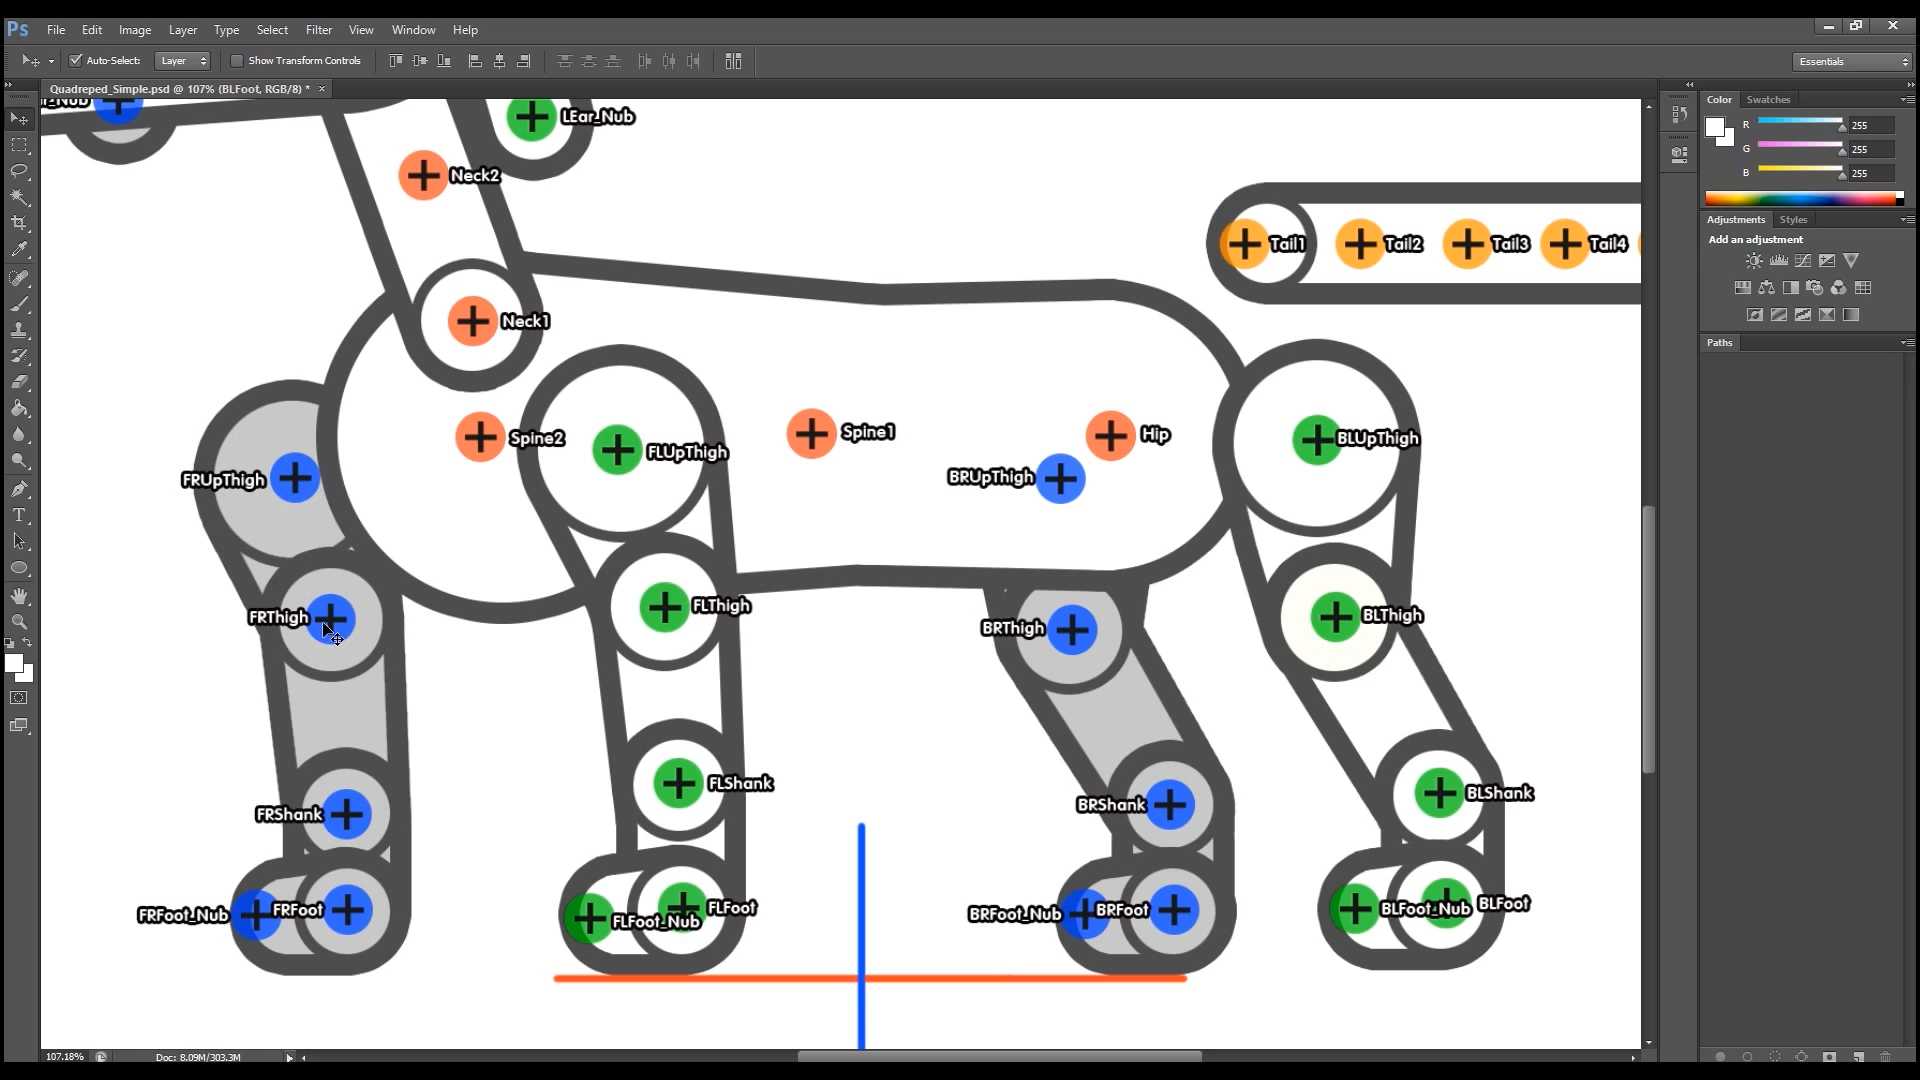 Ps File Edit Image Layer Type Select Filter View Window Help
Auto-Select: Layer Show Transform Controls Essentials
Quadreped_Simple.psd @ 107% (BLFoot, RGB/8) * ×
Color Swatches
R 255
G 255
B 255
Adjustments Styles
Add an adjustment
Paths
LEar_Nub
Neck2
Tail1 Tail2 Tail3 Tail4
Neck1
Spine2 FLUpThigh Spine1 Hip BLUpThigh
FRUpThigh BRUpThigh
FRThigh FLThigh BRThigh BLThigh
FRShank FLShank BRShank BLShank
FRFoot_Nub FRFoot FLFoot_Nub FLFoot BRFoot_Nub BRFoot BLFoot_Nub BLFoot
107.18% Doc: 8.09M/303.3M